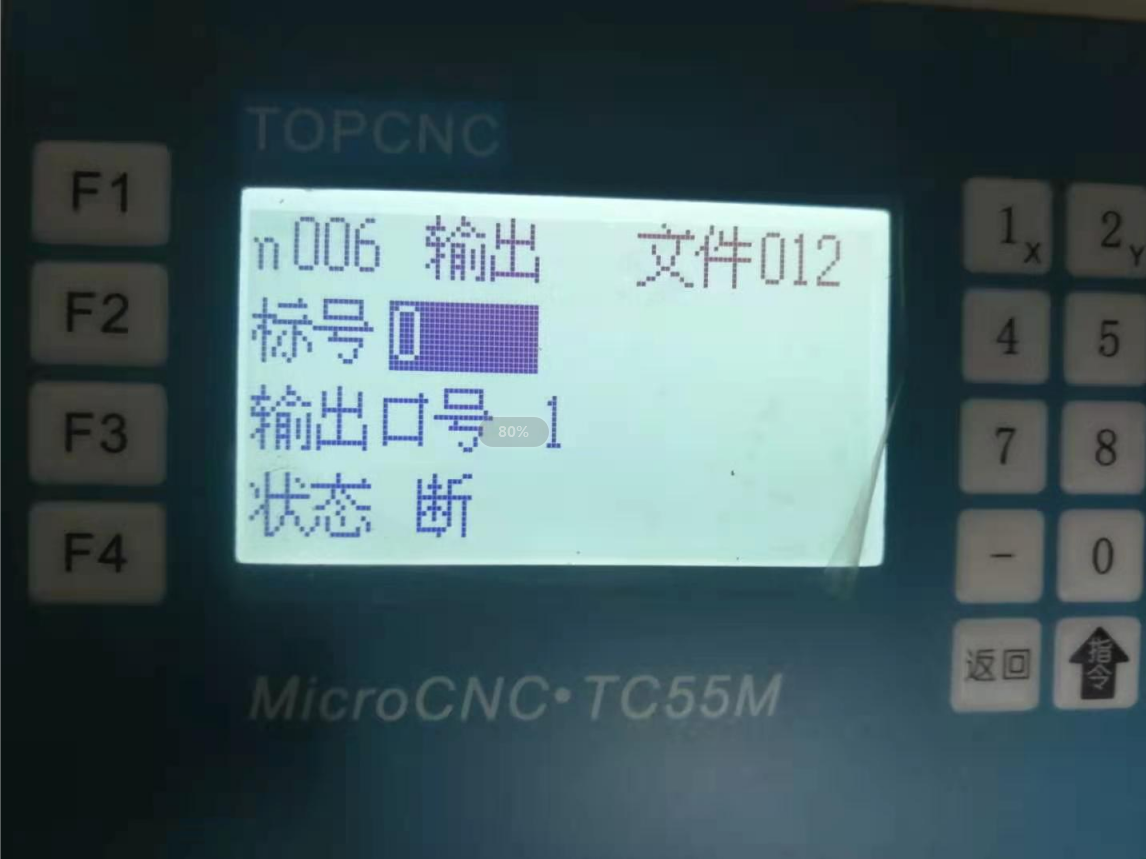 TOPCNC
F1
F2
F3
F4
n006 输出 文件012
标号 0
输出口号 1
状态 断
80%
MicroCNC·TC55M
1X 2Y
4 5
7 8
- 0
返回 指令